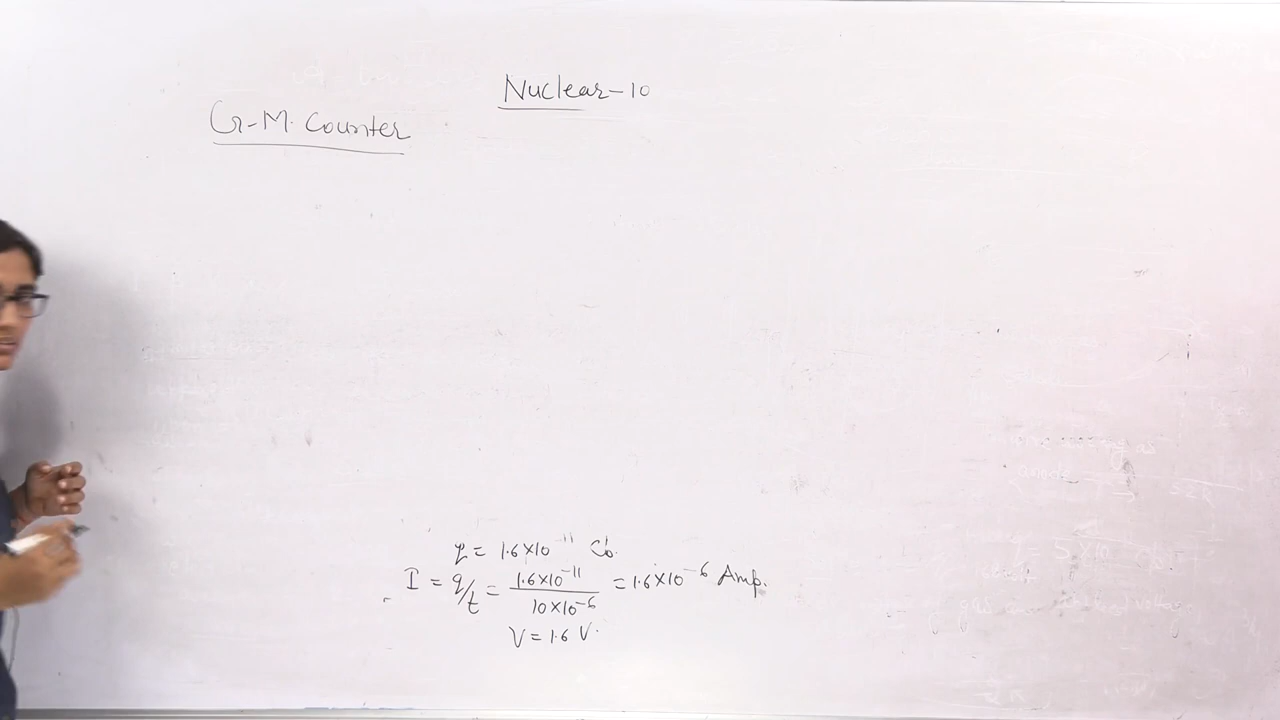 Nuclear-10
G-M. Counter
q = 1.6×10⁻¹¹ Cb.
I = q/t = 1.6×10⁻¹¹/10×10⁻⁶ = 1.6×10⁻⁶ Amp.
V = 1.6 V.